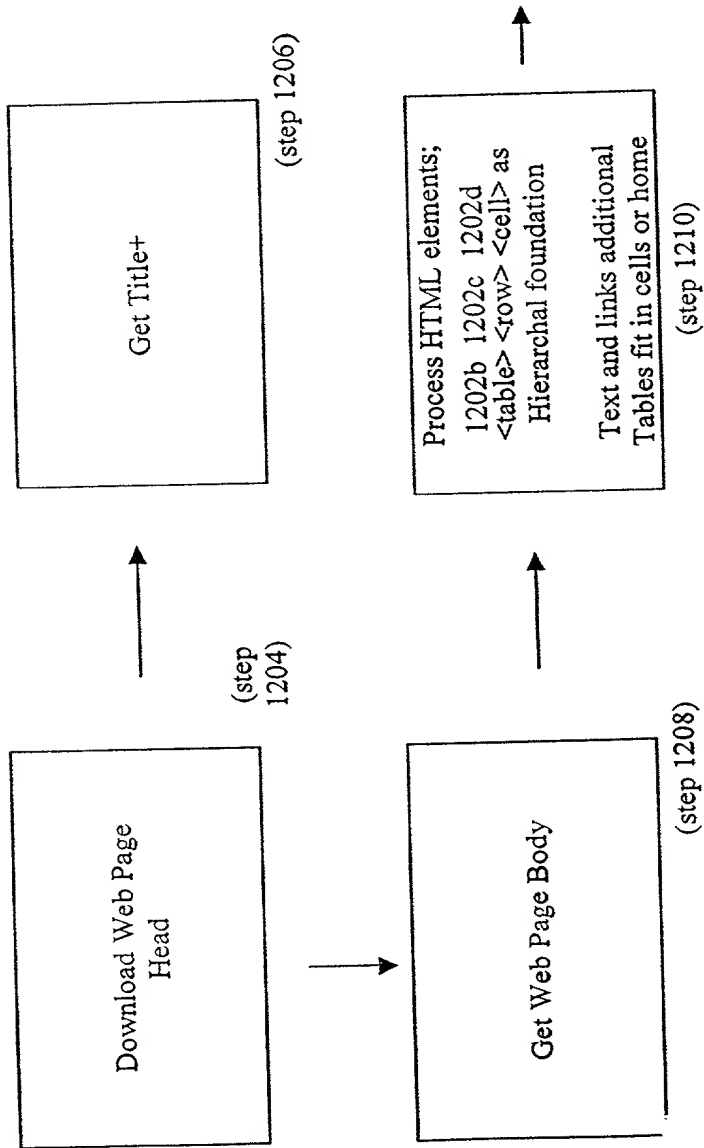 Download Web Page
Head
(step
1204)
Get Title+
(step 1206)
Get Web Page Body
(step 1208)
Process HTML elements;
1202b 1202c 1202d
<table> <row> <cell> as
Hierarchal foundation
Text and links additional
Tables fit in cells or home
(step 1210)